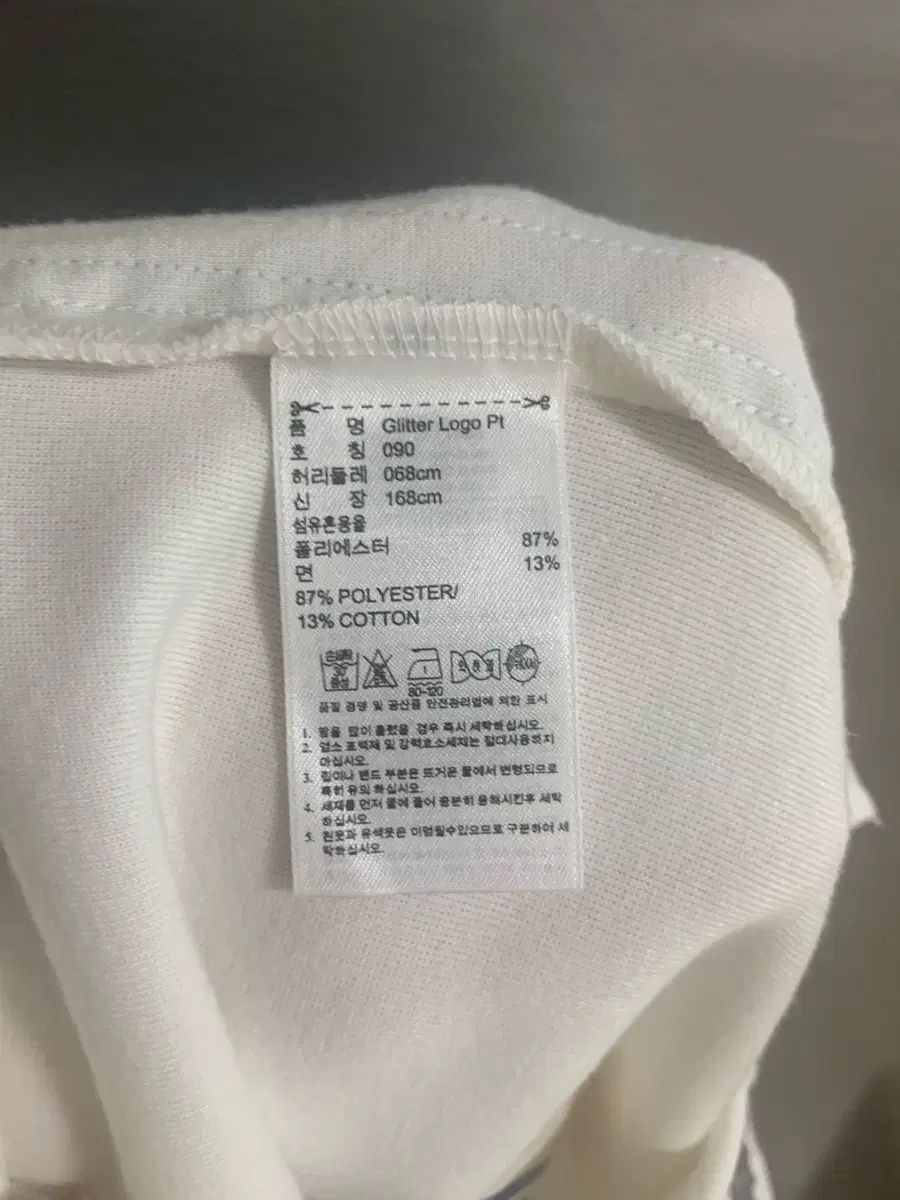 품 명 Glitter Logo Pt
호 칭 090
허리둘레 068cm
신 장 168cm
섬유혼용율
폴리에스터 87%
면 13%
87% POLYESTER/
13% COTTON
손세탁
30
중성
1
80~120
품질 경영 및 공산품 안전관리법에 의한 표시
1. 땀을 많이 흘렸을 경우 즉시 세탁하십시오.
2. 염소 표백제 및 강력효소세제는 절대사용하지
마십시오.
3. 립이나 밴드 부분은 뜨거운 물에서 변형되므로
특히 유의 하십시오.
4. 세제를 먼저 물에 풀어 충분히 용해시킨후 세탁
하십시오.
5. 흰옷과 유색옷은 이염될수있으므로 구분하여 세
탁하십시오.